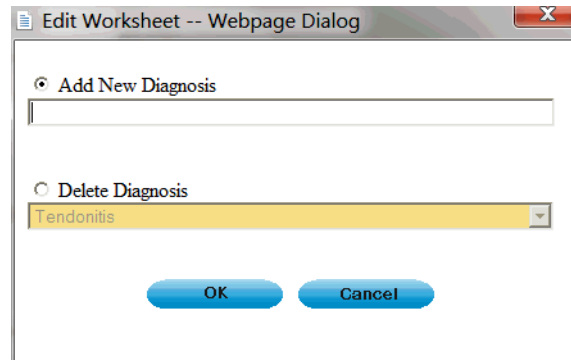 Edit Worksheet -- Webpage Dialog
Add New Diagnosis
Delete Diagnosis
Tendonitis
OK Cancel